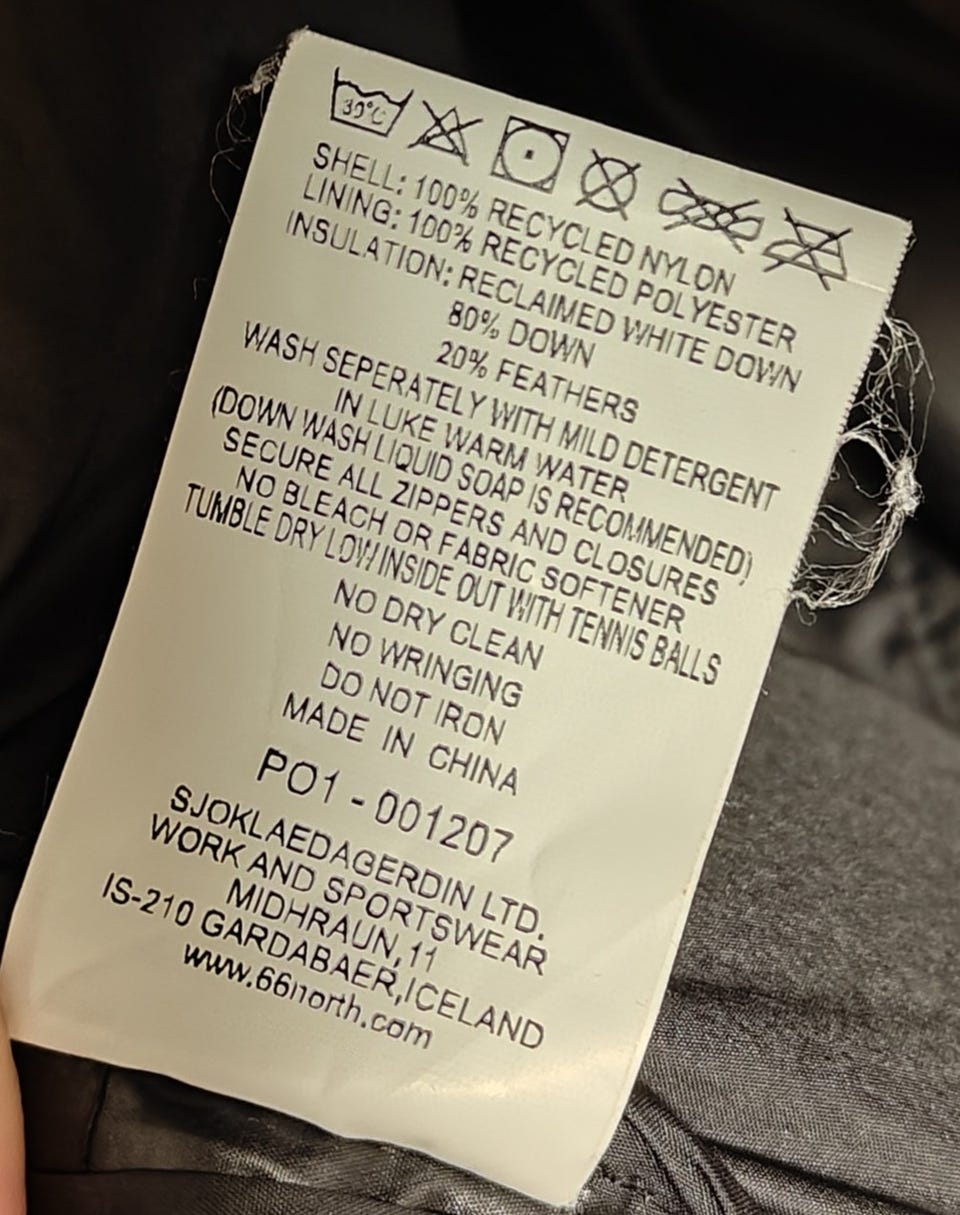 30°C
SHELL: 100% RECYCLED NYLON
LINING: 100% RECYCLED POLYESTER
INSULATION: RECLAIMED WHITE DOWN
80% DOWN
20% FEATHERS
WASH SEPERATELY WITH MILD DETERGENT
IN LUKE WARM WATER
(DOWN WASH LIQUID SOAP IS RECOMMENDED)
SECURE ALL ZIPPERS AND CLOSURES
NO BLEACH OR FABRIC SOFTENER
TUMBLE DRY LOW INSIDE OUT WITH TENNIS BALLS
NO DRY CLEAN
NO WRINGING
DO NOT IRON
MADE IN CHINA
PO1 - 001207
SJOKLAEDAGERDIN LTD.
WORK AND SPORTSWEAR
MIDHRAUN,11
IS-210 GARDABAER,ICELAND
www.66north.com